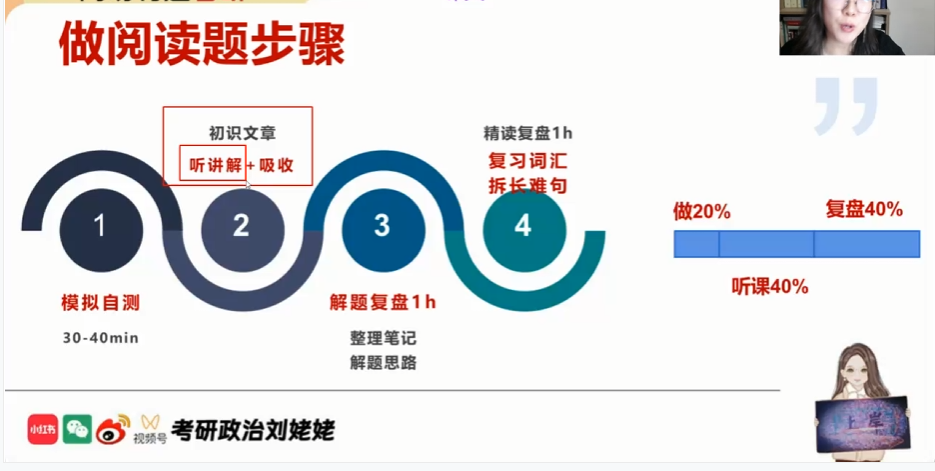 做阅读题步骤
初识文章
听讲解+吸收
精读复盘1h
复习词汇
拆长难句
1
2
3
4
模拟自测
30-40min
解题复盘1h
整理笔记
解题思路
做20%
复盘40%
听课40%
小红书
视频号
考研政治刘姥姥
上岸